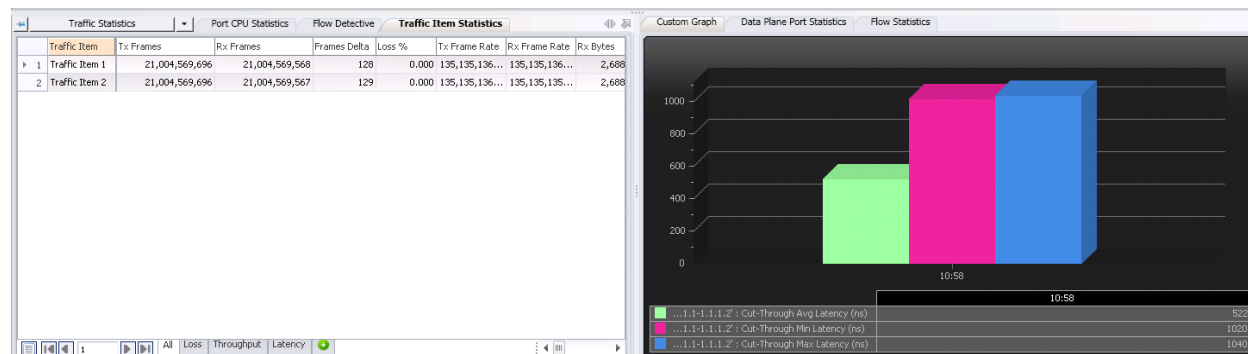 Traffic Statistics
Port CPU Statistics
Flow Detective
Traffic Item Statistics
Traffic Item Tx Frames Rx Frames Frames Delta Loss % Tx Frame Rate Rx Frame Rate Rx Bytes
1 Traffic Item 1 21,004,569,696 21,004,569,568 128 0.000 135,135,136... 135,135,136... 2,688
2 Traffic Item 2 21,004,569,696 21,004,569,567 129 0.000 135,135,136... 135,135,135... 2,688
1
All Loss Throughput Latency
Custom Graph
Data Plane Port Statistics
Flow Statistics
1000
800
600
400
200
0
10:58
10:58
...1.1-1.1.1.2' : Cut-Through Avg Latency (ns) 522
...1.1-1.1.1.2' : Cut-Through Min Latency (ns) 1020
...1.1-1.1.1.2' : Cut-Through Max Latency (ns) 1040